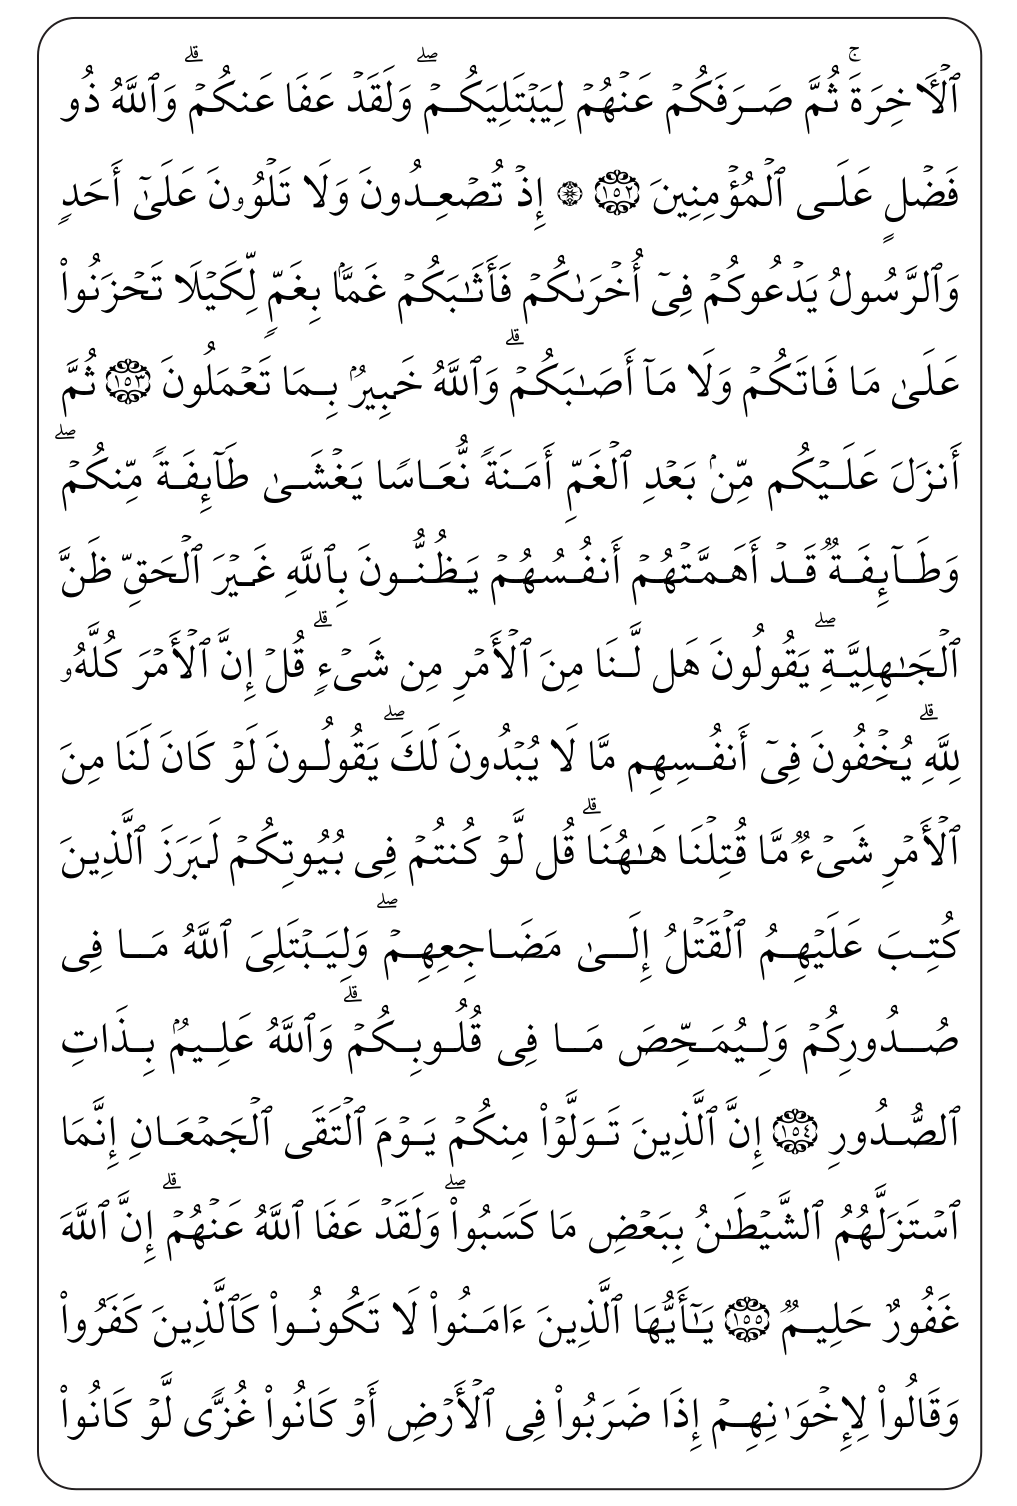 ٱلۡأٓخِرَةَۚ ثُمَّ صَرَفَكُمۡ عَنۡهُمۡ لِيَبۡتَلِيَكُمۡۖ وَلَقَدۡ عَفَا عَنكُمۡۗ وَٱللَّهُ ذُو
فَضۡلٍ عَلَى ٱلۡمُؤۡمِنِينَ ١٥٢ ۞ إِذۡ تُصۡعِدُونَ وَلَا تَلۡوُۥنَ عَلَىٰٓ أَحَدٖ
وَٱلرَّسُولُ يَدۡعُوكُمۡ فِيٓ أُخۡرَىٰكُمۡ فَأَثَٰبَكُمۡ غَمَّۢا بِغَمّٖ لِّكَيۡلَا تَحۡزَنُواْ
عَلَىٰ مَا فَاتَكُمۡ وَلَا مَآ أَصَٰبَكُمۡۗ وَٱللَّهُ خَبِيرُۢ بِمَا تَعۡمَلُونَ ١٥٣ ثُمَّ
أَنزَلَ عَلَيۡكُم مِّنۢ بَعۡدِ ٱلۡغَمِّ أَمَنَةٗ نُّعَاسٗا يَغۡشَىٰ طَآئِفَةٗ مِّنكُمۡۖ
وَطَآئِفَةٞ قَدۡ أَهَمَّتۡهُمۡ أَنفُسُهُمۡ يَظُنُّونَ بِٱللَّهِ غَيۡرَ ٱلۡحَقِّ ظَنَّ
ٱلۡجَٰهِلِيَّةِۖ يَقُولُونَ هَل لَّنَا مِنَ ٱلۡأَمۡرِ مِن شَيۡءٖۗ قُلۡ إِنَّ ٱلۡأَمۡرَ كُلَّهُۥ
لِلَّهِۗ يُخۡفُونَ فِيٓ أَنفُسِهِم مَّا لَا يُبۡدُونَ لَكَۖ يَقُولُونَ لَوۡ كَانَ لَنَا مِنَ
ٱلۡأَمۡرِ شَيۡءٞ مَّا قُتِلۡنَا هَٰهُنَاۗ قُل لَّوۡ كُنتُمۡ فِي بُيُوتِكُمۡ لَبَرَزَ ٱلَّذِينَ
كُتِبَ عَلَيۡهِمُ ٱلۡقَتۡلُ إِلَىٰ مَضَاجِعِهِمۡۖ وَلِيَبۡتَلِيَ ٱللَّهُ مَا فِي
صُدُورِكُمۡ وَلِيُمَحِّصَ مَا فِي قُلُوبِكُمۡۗ وَٱللَّهُ عَلِيمُۢ بِذَاتِ
ٱلصُّدُورِ ١٥٤ إِنَّ ٱلَّذِينَ تَوَلَّوۡاْ مِنكُمۡ يَوۡمَ ٱلۡتَقَى ٱلۡجَمۡعَانِ إِنَّمَا
ٱسۡتَزَلَّهُمُ ٱلشَّيۡطَٰنُ بِبَعۡضِ مَا كَسَبُواْۖ وَلَقَدۡ عَفَا ٱللَّهُ عَنۡهُمۡۗ إِنَّ ٱللَّهَ
غَفُورٌ حَلِيمٞ ١٥٥ يَٰٓأَيُّهَا ٱلَّذِينَ ءَامَنُواْ لَا تَكُونُواْ كَٱلَّذِينَ كَفَرُواْ
وَقَالُواْ لِإِخۡوَٰنِهِمۡ إِذَا ضَرَبُواْ فِي ٱلۡأَرۡضِ أَوۡ كَانُواْ غُزّٗى لَّوۡ كَانُواْ